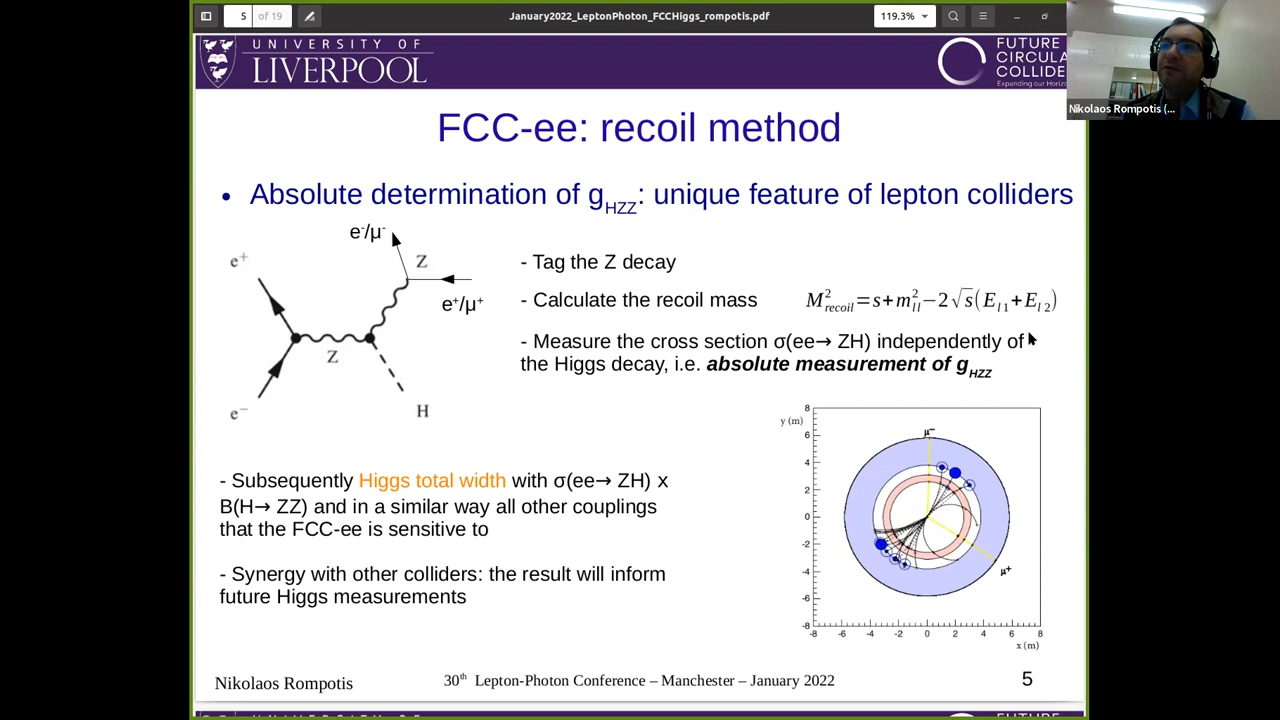 5 of 19
January2022_LeptonPhoton_FCCHiggs_rompotis.pdf
119.3%
UNIVERSITY OF
LIVERPOOL
FUTURE
CIRCULA
COLLIDE
Expanding our Horizo
Nikolaos Rompotis (...
FCC-ee: recoil method
• Absolute determination of gHZZ: unique feature of lepton colliders
e-/μ-
e+
Z
e+/μ+
Z
e−
H
- Tag the Z decay
- Calculate the recoil mass M²recoil=s+m²ll−2√s(El1+El2)
- Measure the cross section σ(ee→ ZH) independently of
the Higgs decay, i.e. absolute measurement of gHZZ
- Subsequently Higgs total width with σ(ee→ ZH) x
B(H→ ZZ) and in a similar way all other couplings
that the FCC-ee is sensitive to
- Synergy with other colliders: the result will inform
future Higgs measurements
y (m)
8
6
4
2
0
-2
-4
-6
-8
μ−
μ+
-8 -6 -4 -2 0 2 4 6 8
x (m)
Nikolaos Rompotis
30th Lepton-Photon Conference – Manchester – January 2022
5